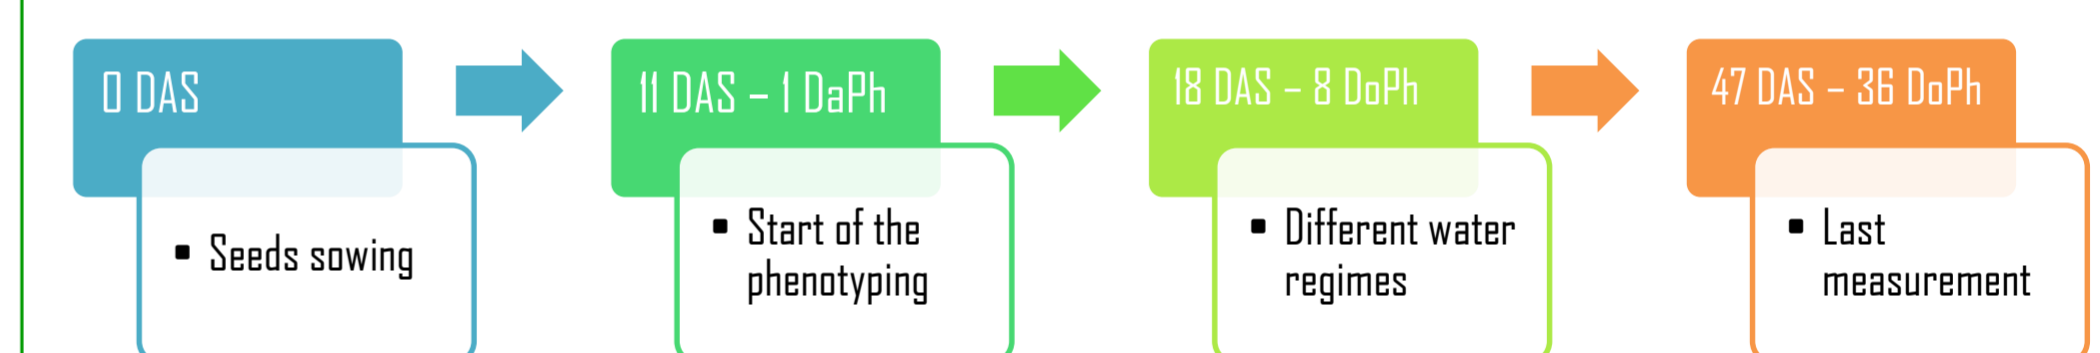 0 DAS
▪ Seeds sowing
11 DAS – 1 DaPh
▪ Start of the
phenotyping
18 DAS – 8 DoPh
▪ Different water
regimes
47 DAS – 36 DoPh
▪ Last
measurement